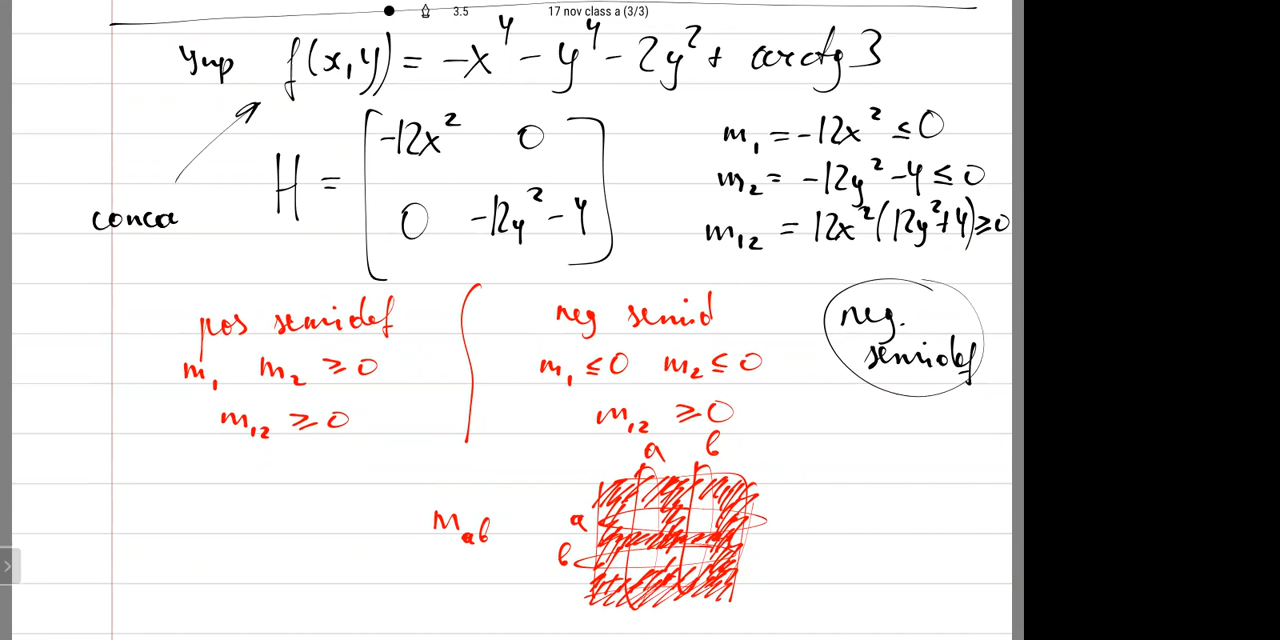 3.5 17 nov class a (3/3)
Упр f(x,y) = -x⁴ - y⁴ - 2y² + arctg 3
H = [ -12x² 0
0 -12y² - 4 ]
m₁ = -12x² ≤ 0
m₂ = -12y² - 4 ≤ 0
m₁₂ = 12x²(12y²+4) ≥ 0
conca
pos semidef
m₁ m₂ ≥ 0
m₁₂ ≥ 0
neg semid
m₁ ≤ 0 m₂ ≤ 0
m₁₂ ≥ 0
neg.
semidef
a b
M_ab
a
b